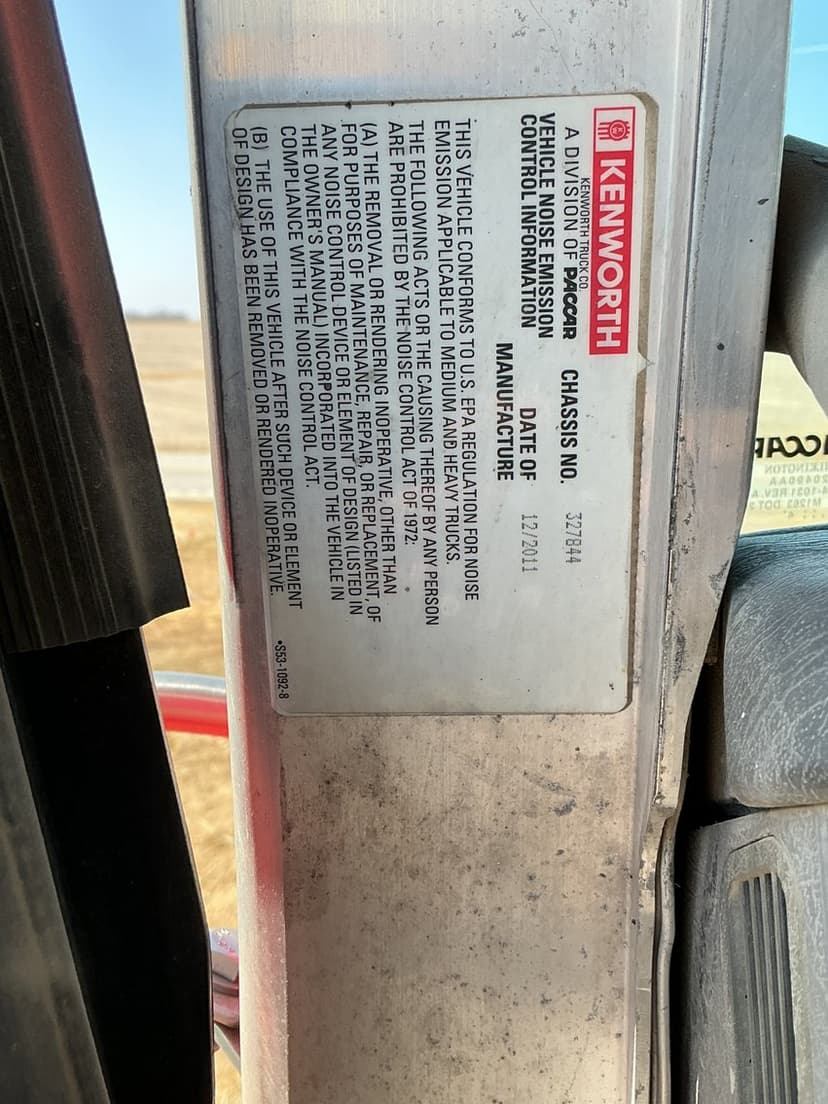 KENWORTH
KENWORTH TRUCK CO.
A DIVISION OF PACCAR
CHASSIS NO. 327844
VEHICLE NOISE EMISSION
CONTROL INFORMATION
DATE OF
MANUFACTURE
12/2011
THIS VEHICLE CONFORMS TO U.S. EPA REGULATION FOR NOISE
EMISSION APPLICABLE TO MEDIUM AND HEAVY TRUCKS.
THE FOLLOWING ACTS OR THE CAUSING THEREOF BY ANY PERSON
ARE PROHIBITED BY THE NOISE CONTROL ACT OF 1972:
(A) THE REMOVAL OR RENDERING INOPERATIVE, OTHER THAN
FOR PURPOSES OF MAINTENANCE, REPAIR, OR REPLACEMENT, OF
ANY NOISE CONTROL DEVICE OR ELEMENT OF DESIGN (LISTED IN
THE OWNER'S MANUAL) INCORPORATED INTO THE VEHICLE IN
COMPLIANCE WITH THE NOISE CONTROL ACT.
(B) THE USE OF THIS VEHICLE AFTER SUCH DEVICE OR ELEMENT
OF DESIGN HAS BEEN REMOVED OR RENDERED INOPERATIVE.
•S53-1092-8